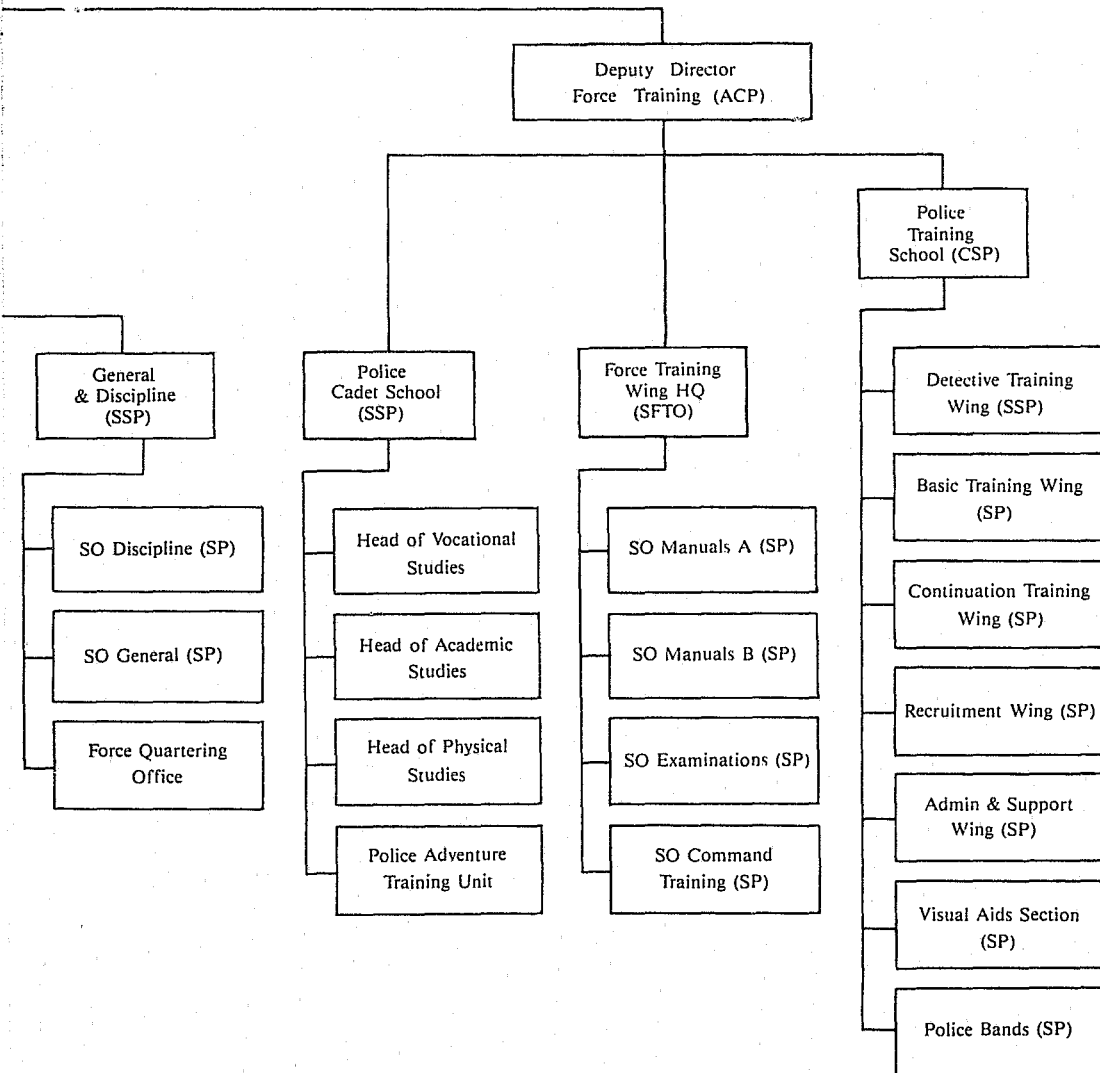 Deputy Director
Force Training (ACP)
Police
Training
School (CSP)
General
& Discipline
(SSP)
Police
Cadet School
(SSP)
Force Training
Wing HQ
(SFTO)
SO Discipline (SP)
SO General (SP)
Force Quartering
Office
Head of Vocational
Studies
Head of Academic
Studies
Head of Physical
Studies
Police Adventure
Training Unit
SO Manuals A (SP)
SO Manuals B (SP)
SO Examinations (SP)
SO Command
Training (SP)
Detective Training
Wing (SSP)
Basic Training Wing
(SP)
Continuation Training
Wing (SP)
Recruitment Wing (SP)
Admin & Support
Wing (SP)
Visual Aids Section
(SP)
Police Bands (SP)